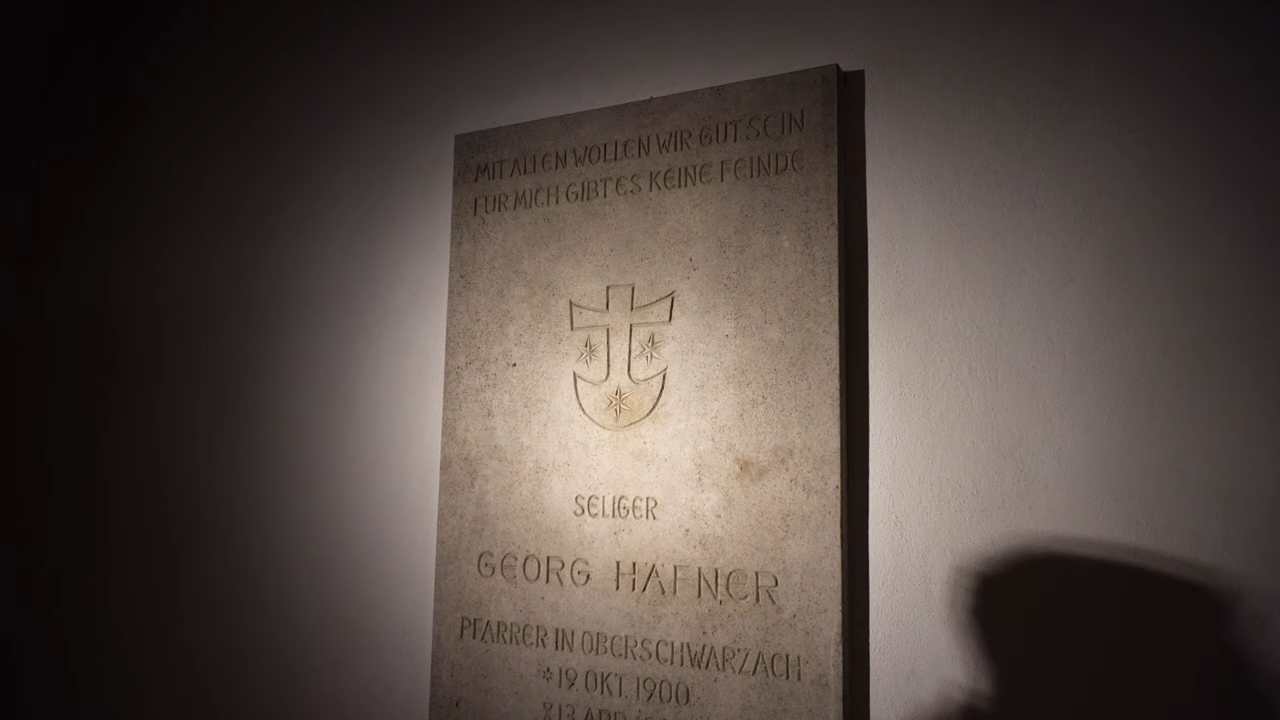 MIT ALLEN WOLLEN WIR GUT SEIN
FÜR MICH GIBT ES KEINE FEINDE
SELIGER
GEORG HÄFNER
PFARRER IN OBERSCHWARZACH
*19. OKT. 1900